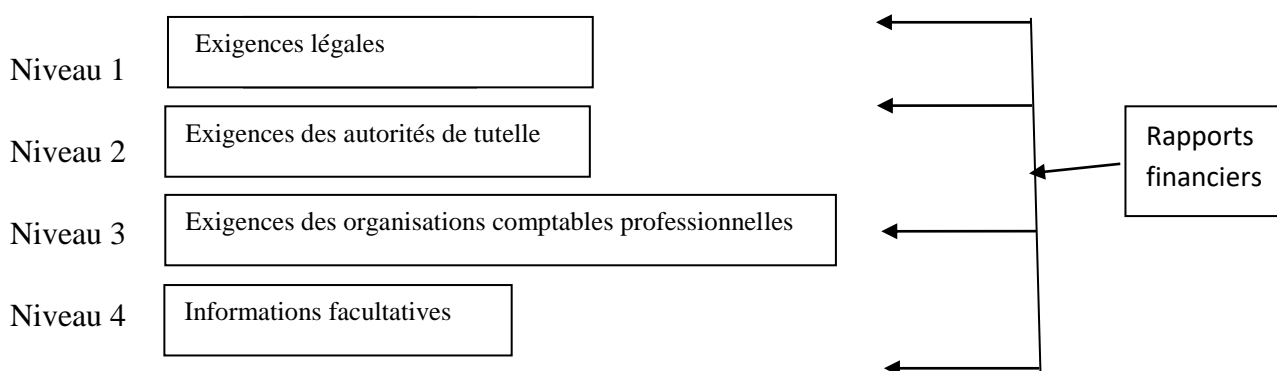 Niveau 1
Exigences légales
Niveau 2
Exigences des autorités de tutelle
Niveau 3
Exigences des organisations comptables professionnelles
Niveau 4
Informations facultatives
Rapports
financiers